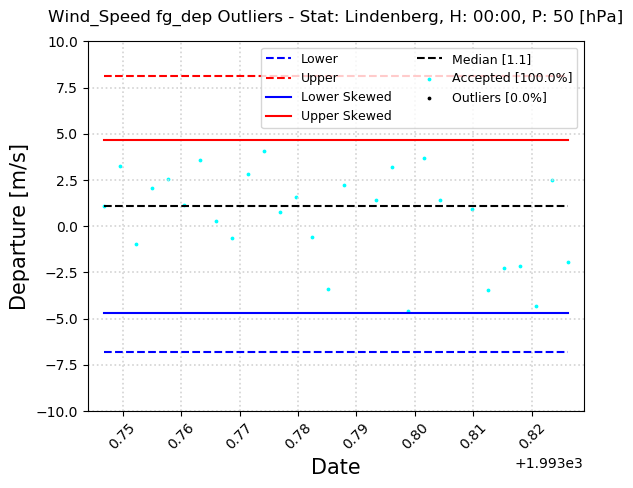 Wind_Speed fg_dep Outliers - Stat: Lindenberg, H: 00:00, P: 50 [hPa]
10.0
7.5
5.0
2.5
0.0
−2.5
−5.0
−7.5
−10.0
Departure [m/s]
Lower
Upper
Lower Skewed
Upper Skewed
Median [1.1]
Accepted [100.0%]
Outliers [0.0%]
0.75
0.76
0.77
0.78
0.79
0.80
0.81
0.82
+1.993e3
Date